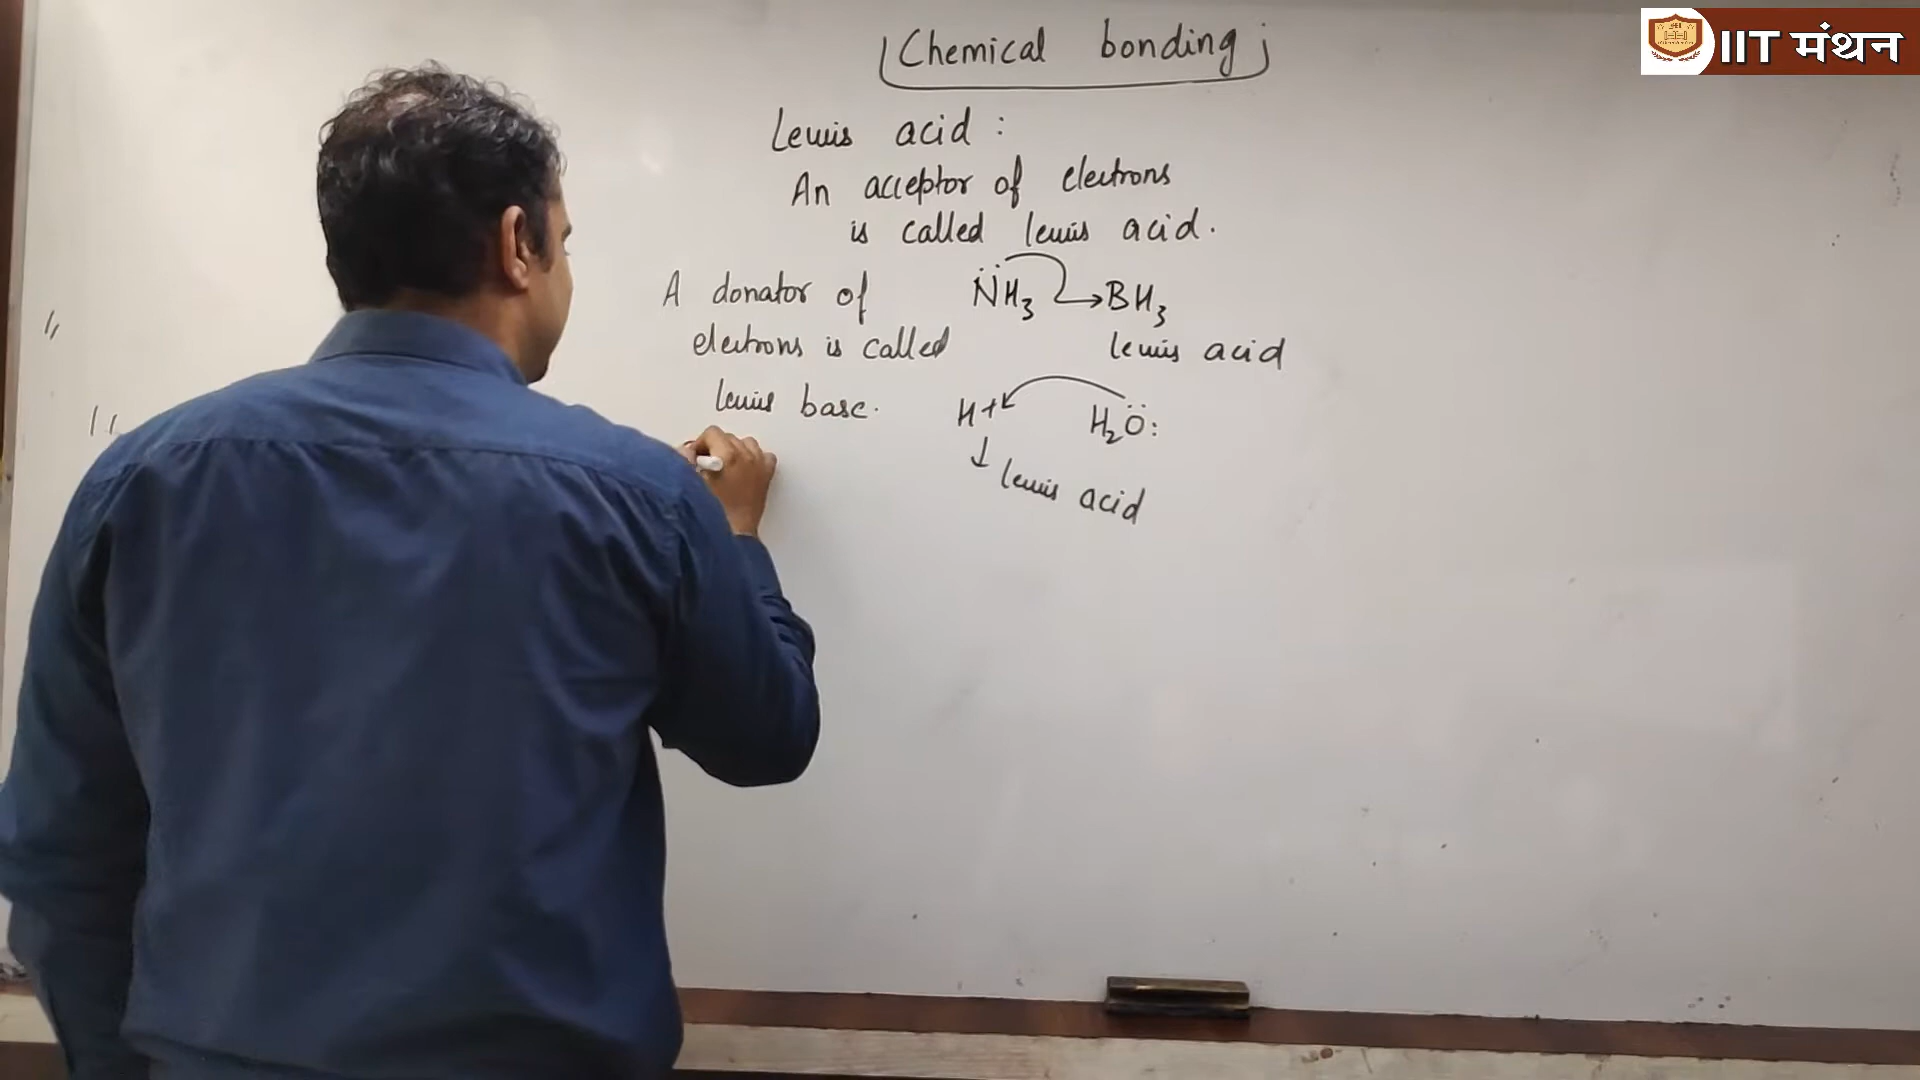 IIT मंथन
Chemical bonding
Lewis acid :
An acceptor of electrons
is called lewis acid.
A donator of
electrons is called
lewis base.
NH3 → BH3
lewis acid
H+ H2O:
↓ lewis acid